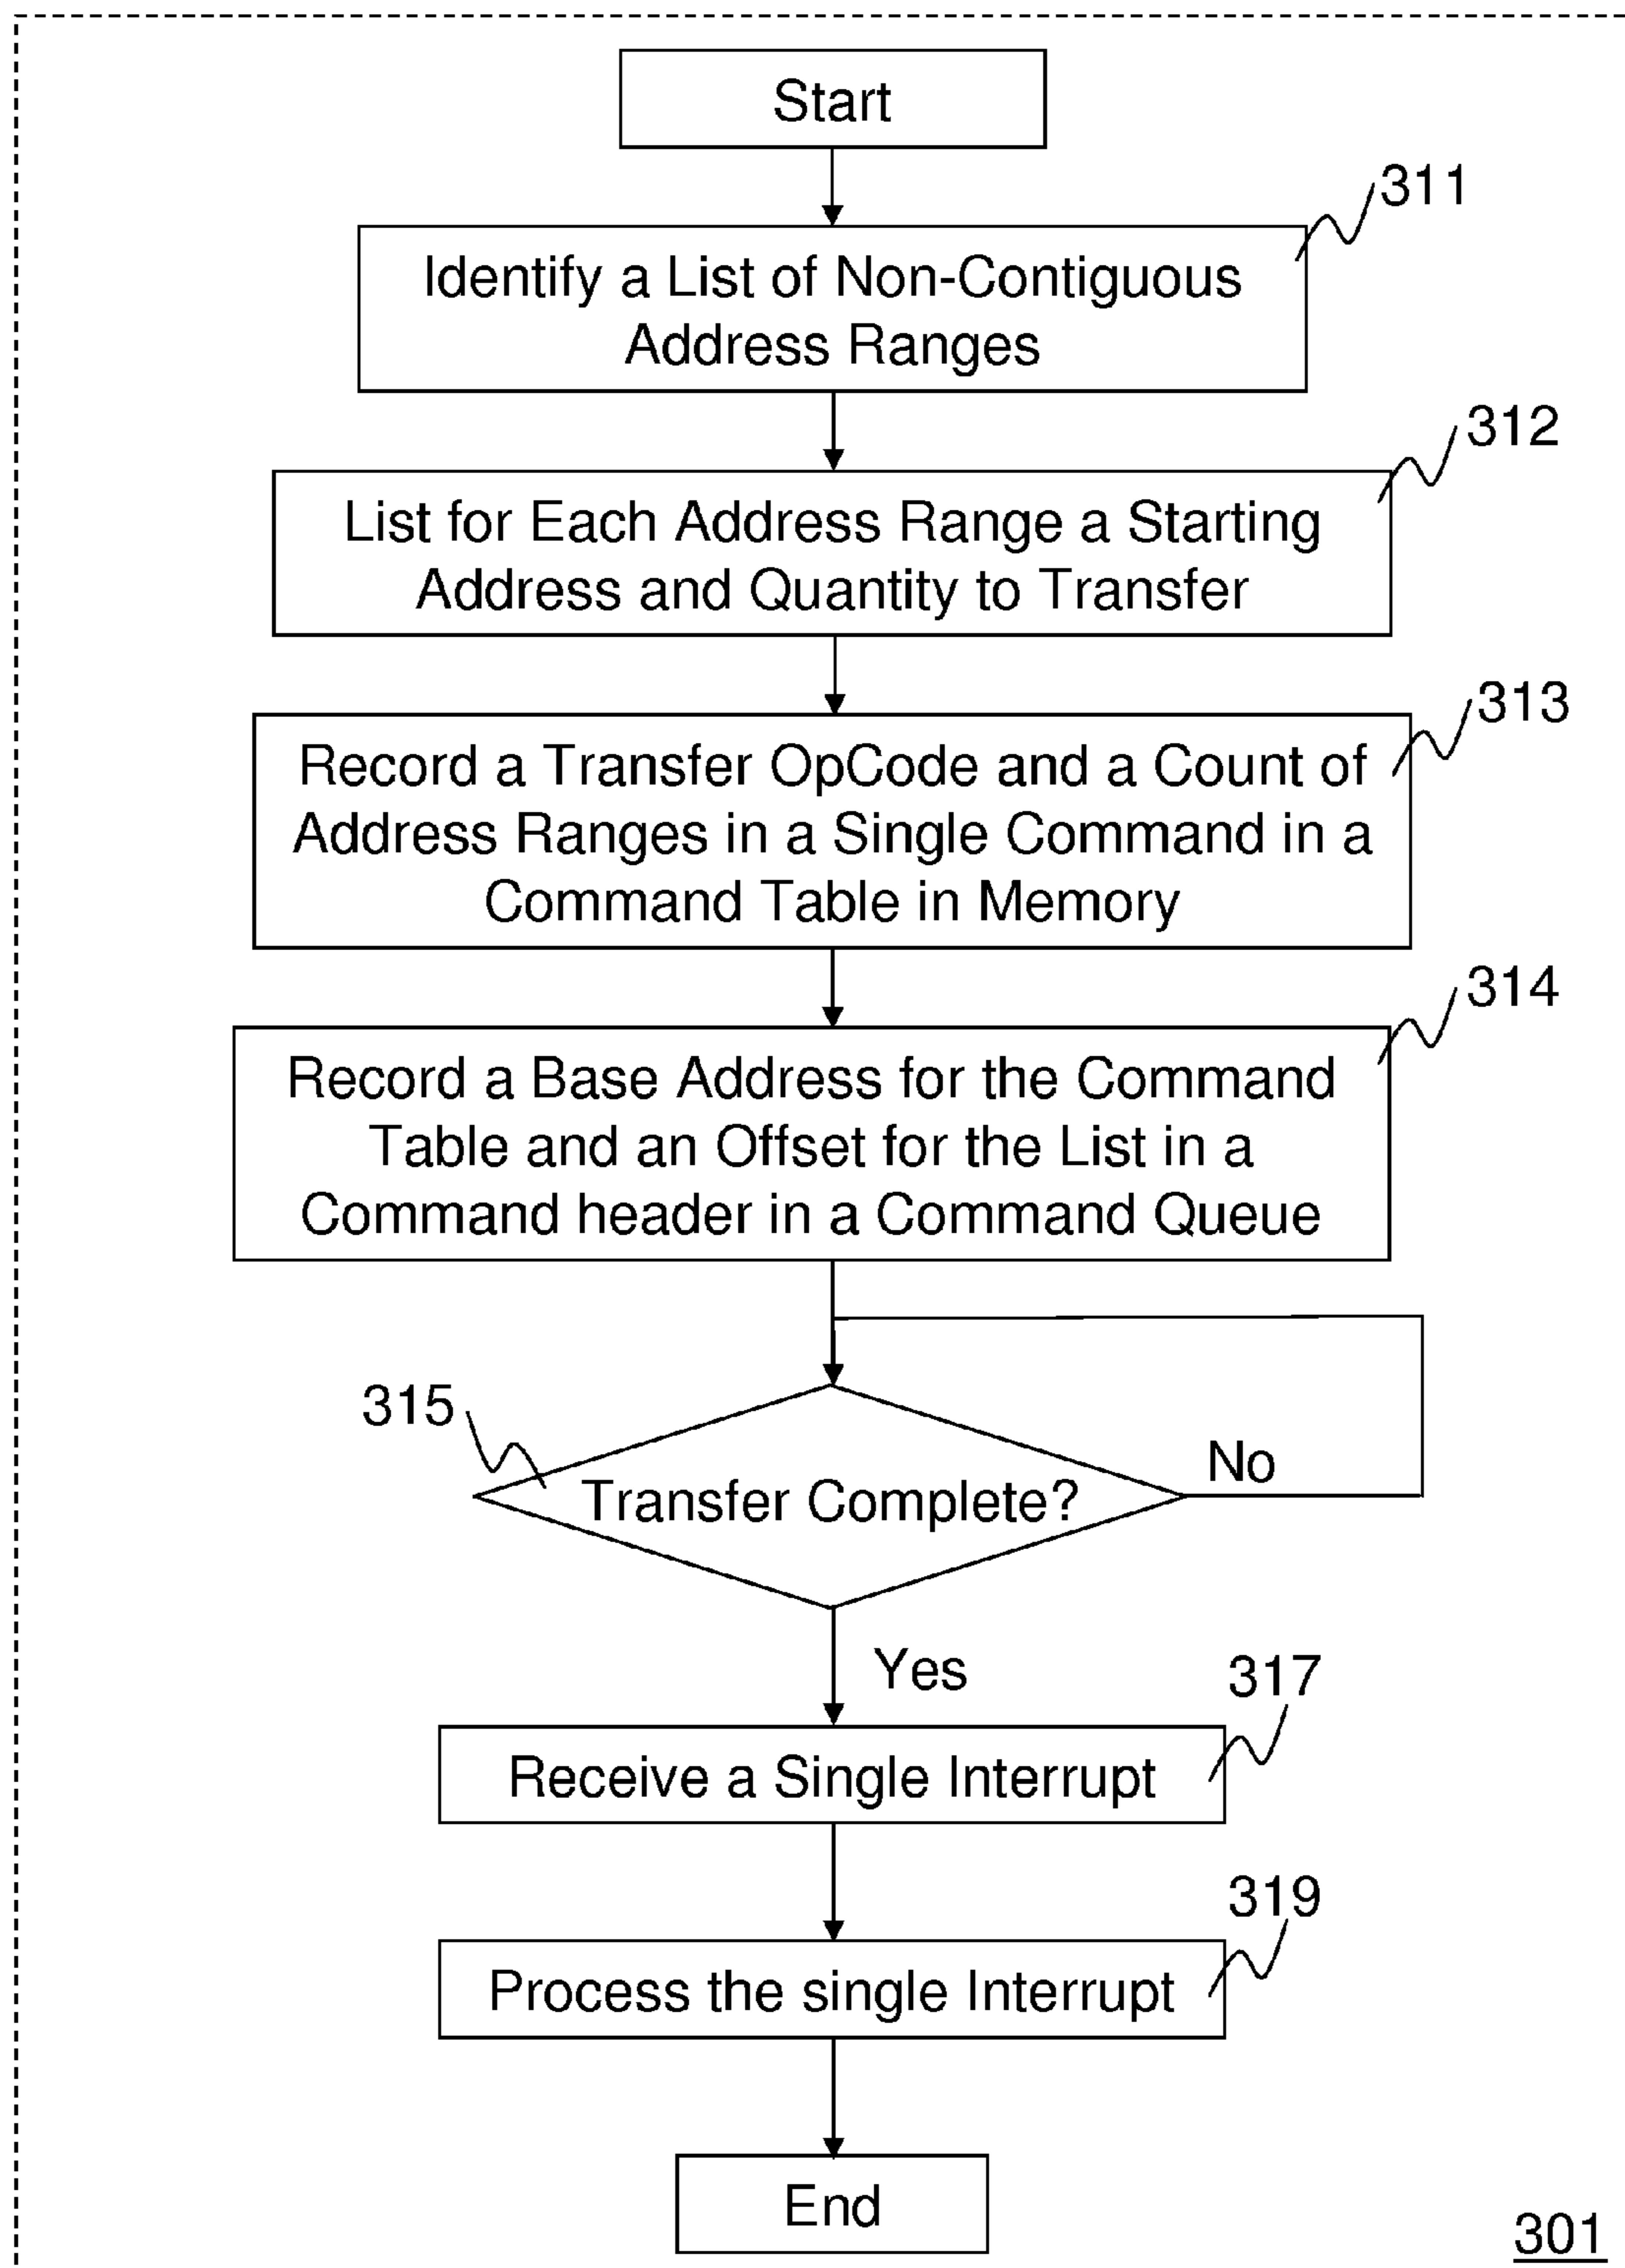 Start
311
Identify a List of Non-Contiguous
Address Ranges
312
List for Each Address Range a Starting
Address and Quantity to Transfer
313
Record a Transfer OpCode and a Count of
Address Ranges in a Single Command in a
Command Table in Memory
314
Record a Base Address for the Command
Table and an Offset for the List in a
Command header in a Command Queue
315
No
Transfer Complete?
Yes
317
Receive a Single Interrupt
319
Process the single Interrupt
End
301